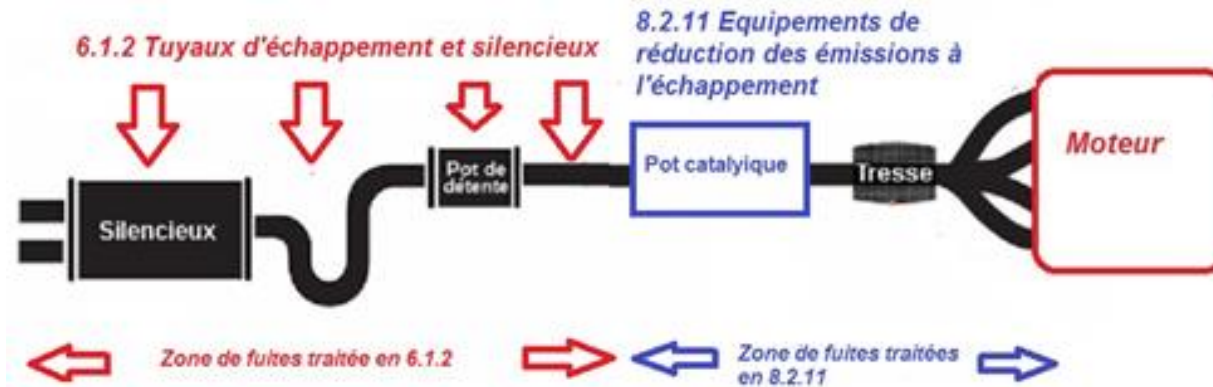 6.1.2 Tuyaux d'échappement et silencieux
8.2.11 Equipements de
réduction des émissions à
l'échappement
Silencieux
Pot de
détente
Pot catalyique
Tresse
Moteur
Zone de fuites traitée en 6.1.2
Zone de fuites traitées
en 8.2.11